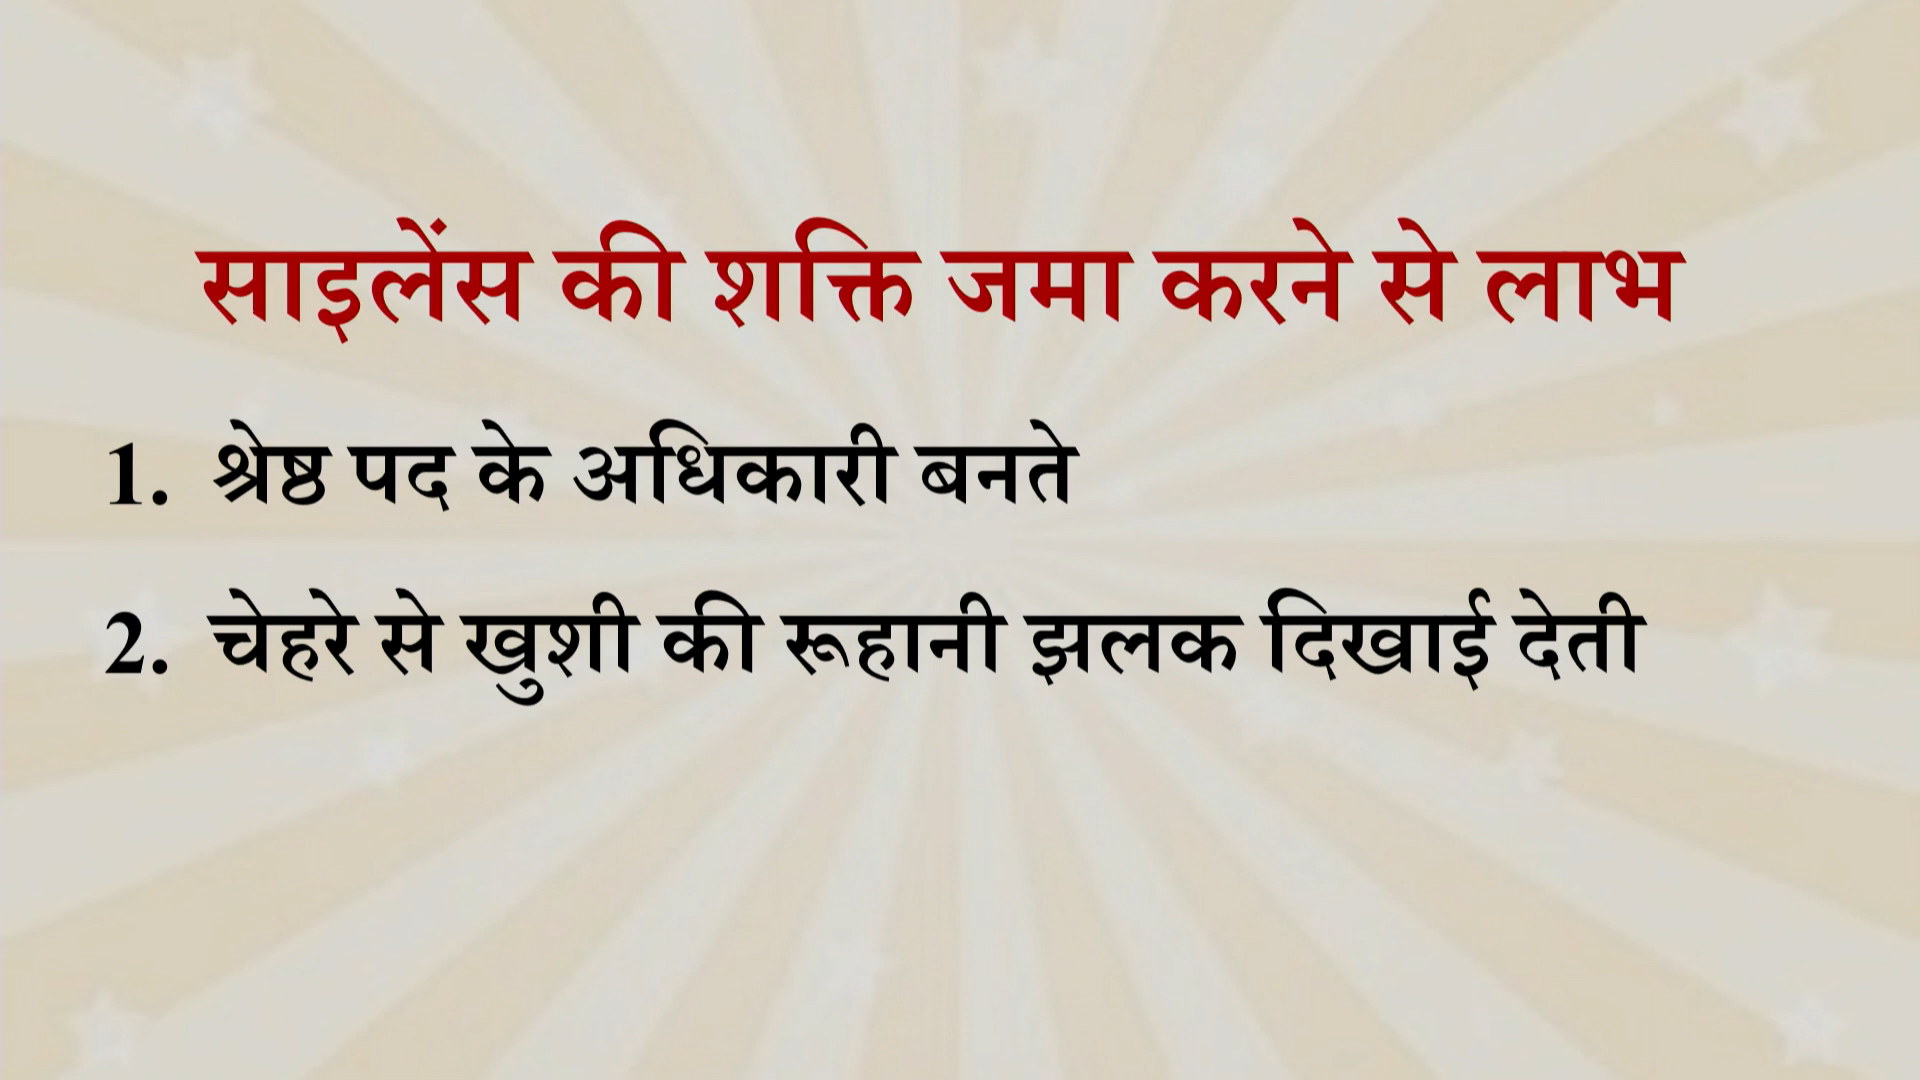 साइलेंस की शक्ति जमा करने से लाभ
1. श्रेष्ठ पद के अधिकारी बनते
2. चेहरे से खुशी की रूहानी झलक दिखाई देती